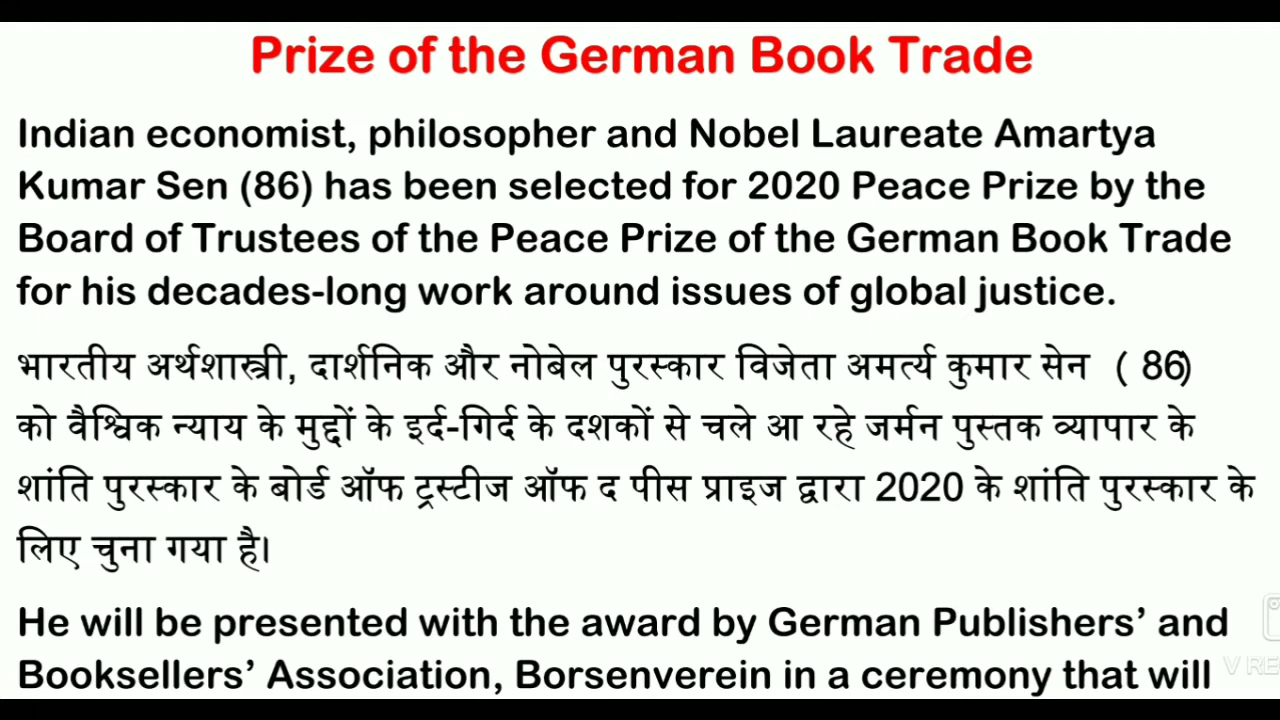 Prize of the German Book Trade
Indian economist, philosopher and Nobel Laureate Amartya
Kumar Sen (86) has been selected for 2020 Peace Prize by the
Board of Trustees of the Peace Prize of the German Book Trade
for his decades-long work around issues of global justice.
भारतीय अर्थशास्त्री, दार्शनिक और नोबेल पुरस्कार विजेता अमर्त्य कुमार सेन ( 86)
को वैश्विक न्याय के मुद्दों के इर्द-गिर्द के दशकों से चले आ रहे जर्मन पुस्तक व्यापार के
शांति पुरस्कार के बोर्ड ऑफ ट्रस्टीज ऑफ द पीस प्राइज द्वारा 2020 के शांति पुरस्कार के
लिए चुना गया है।
He will be presented with the award by German Publishers’ and
Booksellers’ Association, Borsenverein in a ceremony that will
V RE